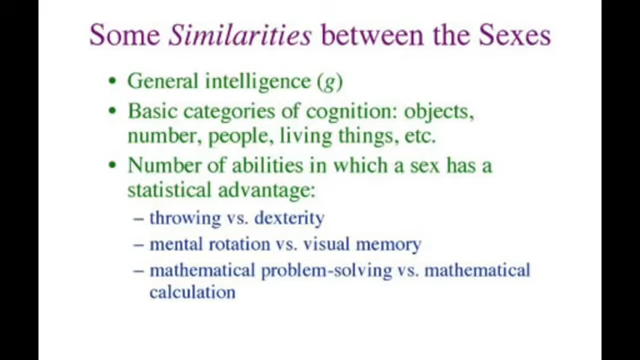 Some Similarities between the Sexes
• General intelligence (g)
• Basic categories of cognition: objects,
number, people, living things, etc.
• Number of abilities in which a sex has a
statistical advantage:
– throwing vs. dexterity
– mental rotation vs. visual memory
– mathematical problem-solving vs. mathematical
calculation